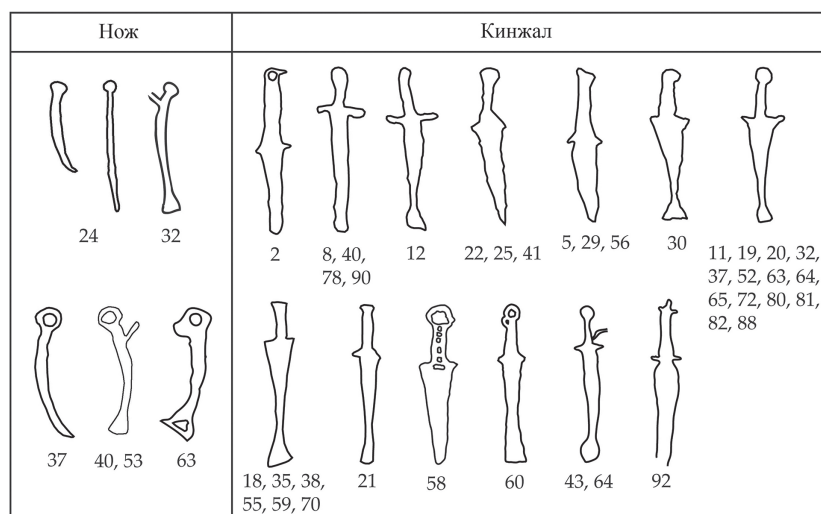 Нож
Кинжал
24
32
2
8, 40,
78, 90
12
22, 25, 41
5, 29, 56
30
11, 19, 20, 32,
37, 52, 63, 64,
65, 72, 80, 81,
82, 88
37
40, 53
63
18, 35, 38,
55, 59, 70
21
58
60
43, 64
92